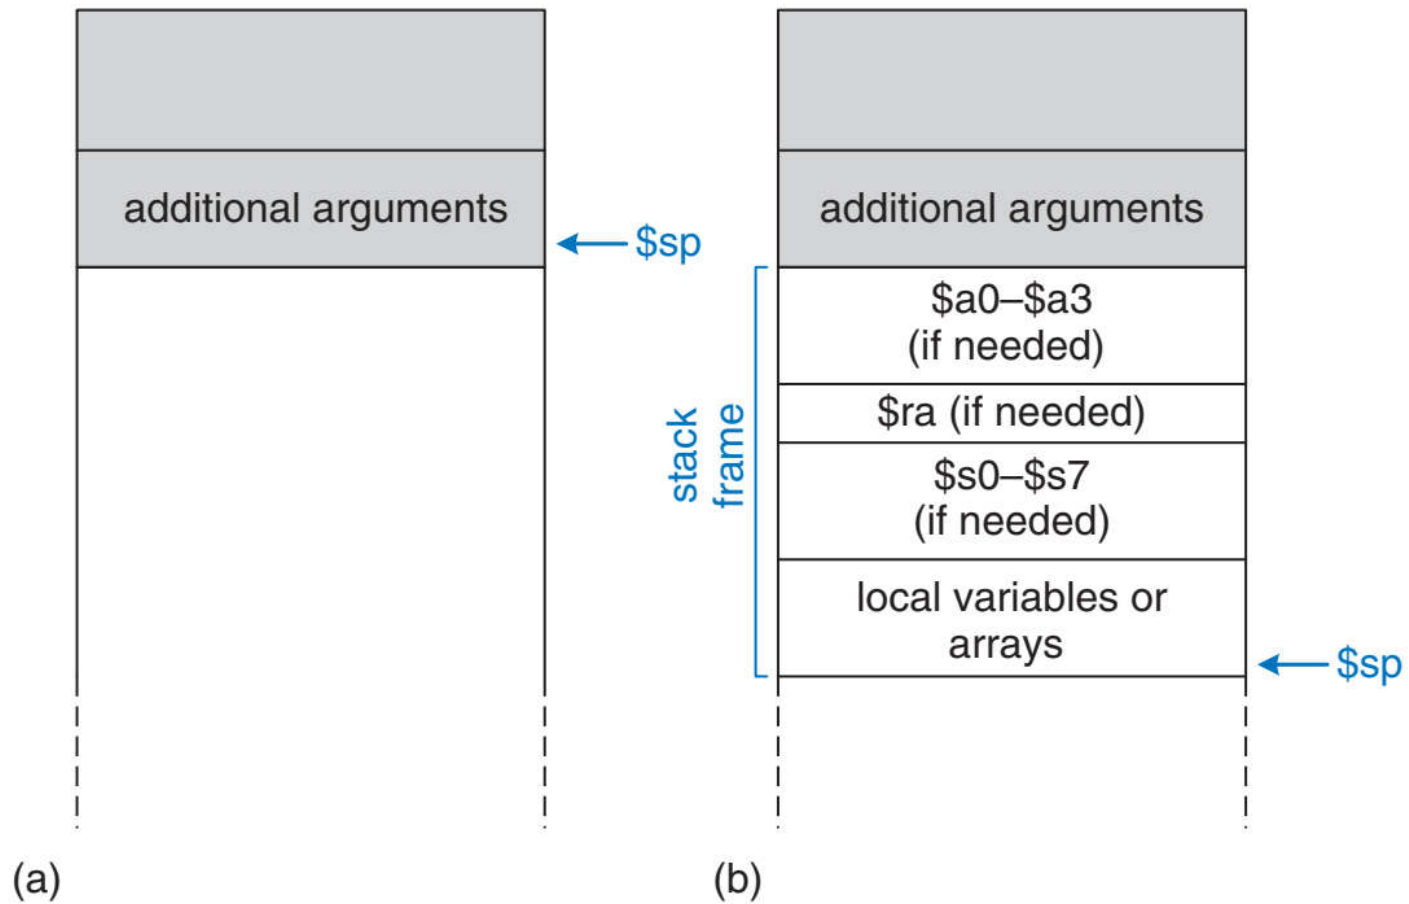 additional arguments
$sp
(a)
additional arguments
stack
frame
$a0–$a3
(if needed)
$ra (if needed)
$s0–$s7
(if needed)
local variables or
arrays
$sp
(b)